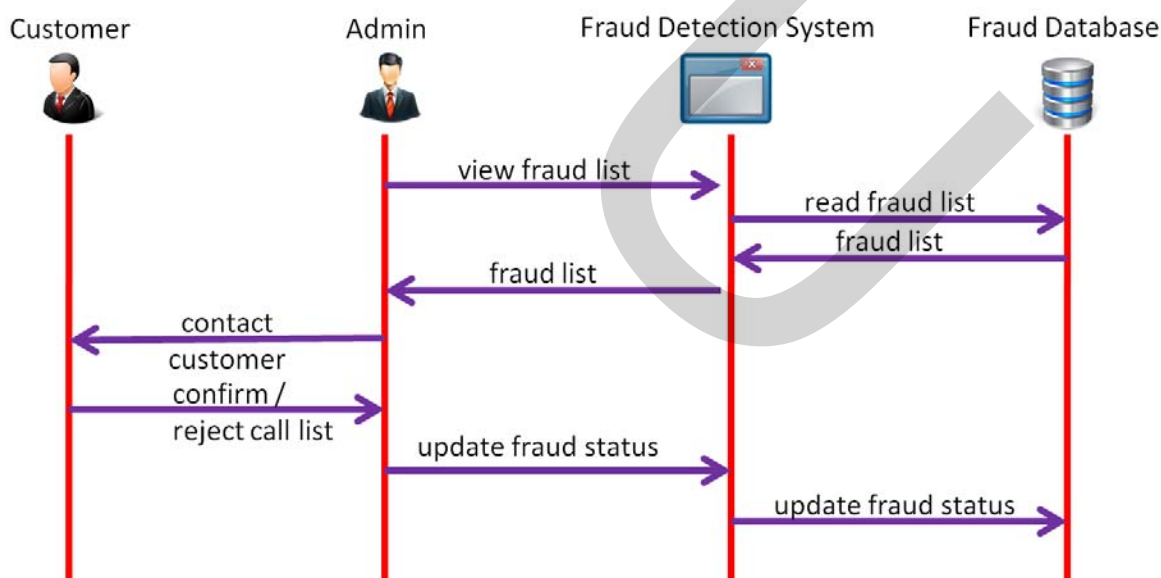 Customer
Admin
Fraud Detection System
Fraud Database
view fraud list
read fraud list
fraud list
fraud list
contact
customer
confirm /
reject call list
update fraud status
update fraud status